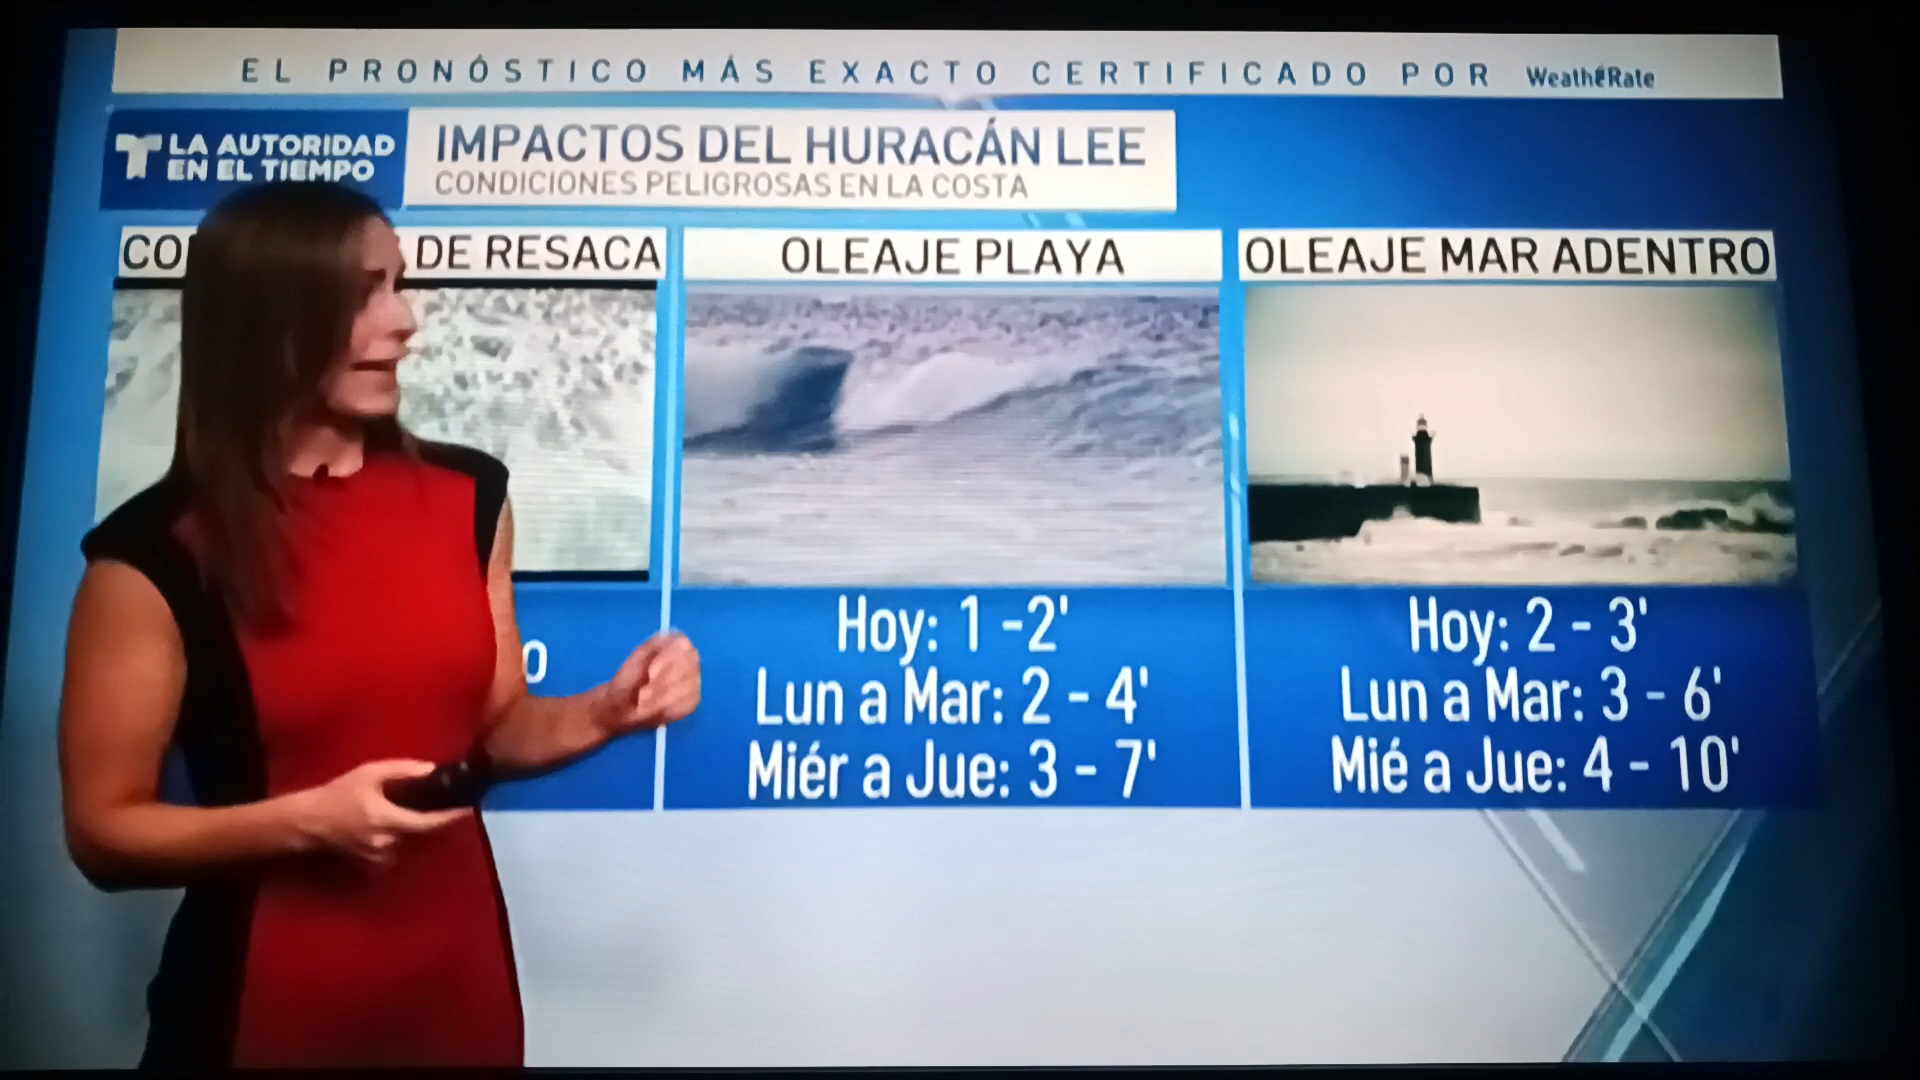 EL PRONÓSTICO MÁS EXACTO CERTIFICADO POR WeatheRate
LA AUTORIDAD
EN EL TIEMPO
IMPACTOS DEL HURACÁN LEE
CONDICIONES PELIGROSAS EN LA COSTA
DE RESACA
OLEAJE PLAYA
Hoy: 1 -2'
Lun a Mar: 2 - 4'
Miér a Jue: 3 - 7'
OLEAJE MAR ADENTRO
Hoy: 2 - 3'
Lun a Mar: 3 - 6'
Mié a Jue: 4 - 10'